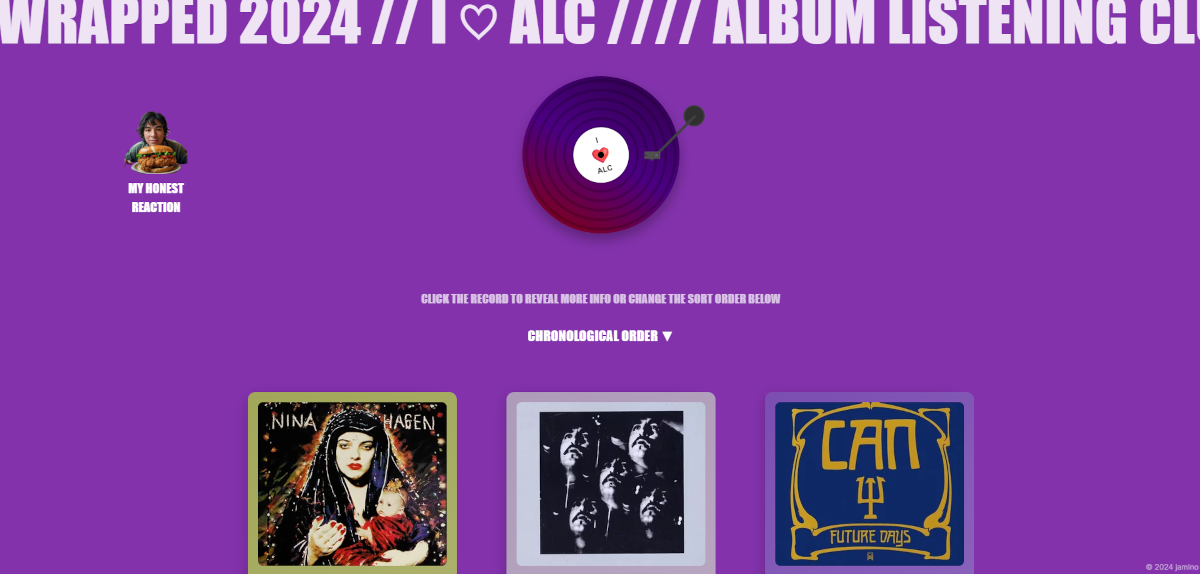 WRAPPED 2024 // I ♡ ALC //// ALBUM LISTENING CLU
I
ALC
MY HONEST
REACTION
CLICK THE RECORD TO REVEAL MORE INFO OR CHANGE THE SORT ORDER BELOW
CHRONOLOGICAL ORDER ▼
NINA HAGEN
CAN
FUTURE DAYS
© 2024 jamino